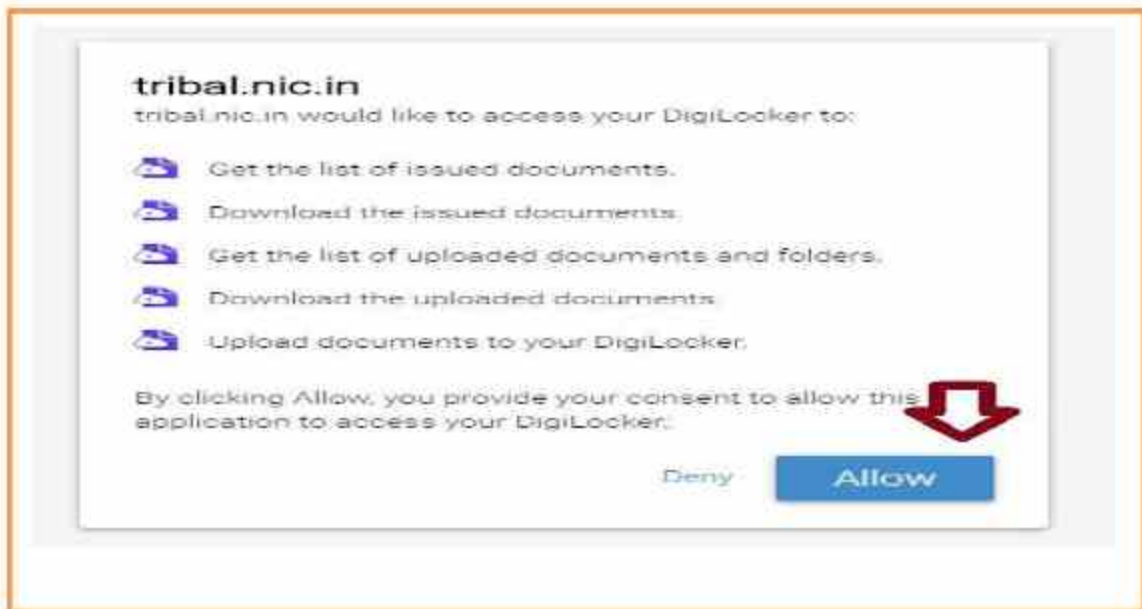 tribal.nic.in
tribal.nic.in would like to access your DigiLocker to:
Get the list of issued documents.
Download the issued documents.
Get the list of uploaded documents and folders.
Download the uploaded documents.
Upload documents to your DigiLocker.
By clicking Allow, you provide your consent to allow this
application to access your DigiLocker.
Deny Allow